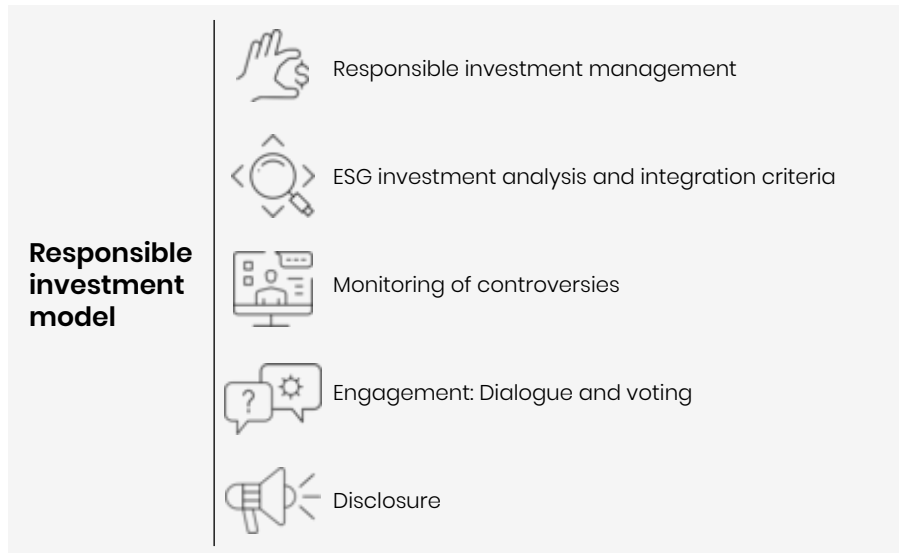 Responsible
investment
model
Responsible investment management
ESG investment analysis and integration criteria
Monitoring of controversies
Engagement: Dialogue and voting
Disclosure